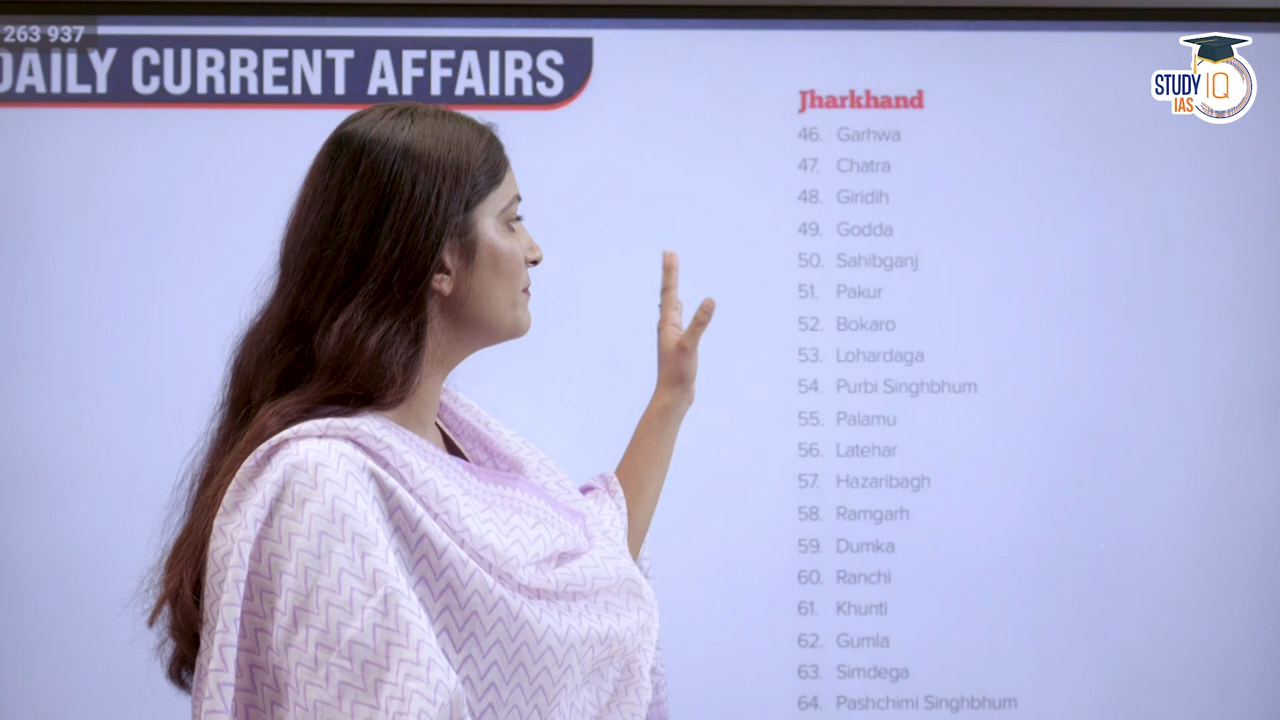 263 937
DAILY CURRENT AFFAIRS
STUDY IQ
IAS
Jharkhand
46. Garhwa
47. Chatra
48. Giridih
49. Godda
50. Sahibganj
51. Pakur
52. Bokaro
53. Lohardaga
54. Purbi Singhbhum
55. Palamu
56. Latehar
57. Hazaribagh
58. Ramgarh
59. Dumka
60. Ranchi
61. Khunti
62. Gumla
63. Simdega
64. Pashchimi Singhbhum